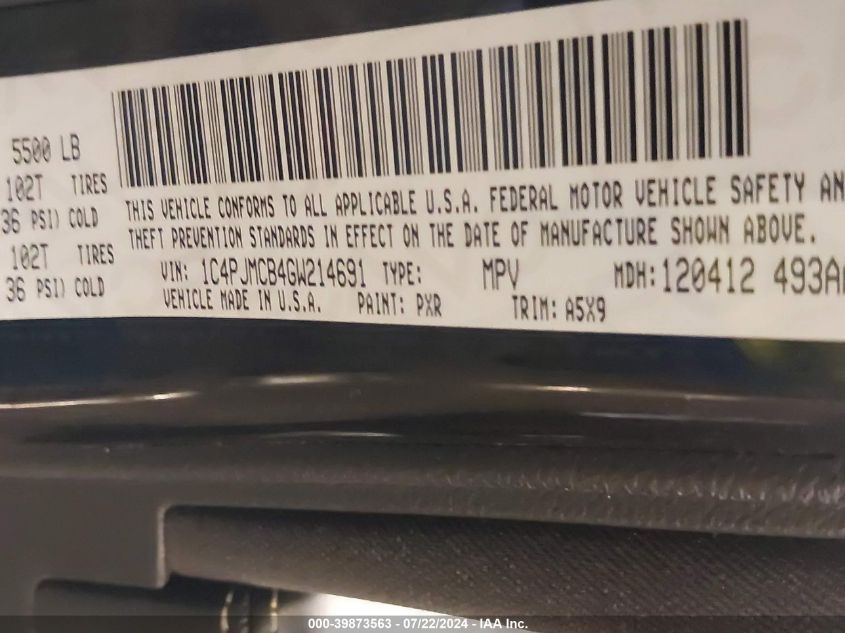 5500 LB
102T TIRES
36 PSI) COLD
102T TIRES
36 PSI) COLD
THIS VEHICLE CONFORMS TO ALL APPLICABLE U.S.A. FEDERAL MOTOR VEHICLE SAFETY AN
THEFT PREVENTION STANDARDS IN EFFECT ON THE DATE OF MANUFACTURE SHOWN ABOVE.
VIN: 1C4PJMCB4GW214691 TYPE: MPV MDH: 120412 493A
VEHICLE MADE IN U.S.A. PAINT: PXR TRIM: A5X9
000-39873563 - 07/22/2024 - IAA Inc.